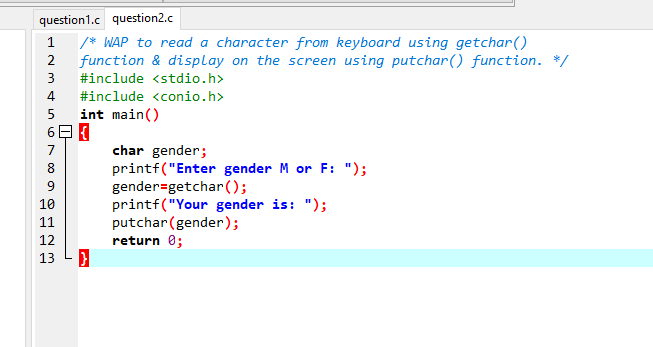 question1.c question2.c
1 /* WAP to read a character from keyboard using getchar()
2 function & display on the screen using putchar() function. */
3 #include <stdio.h>
4 #include <conio.h>
5 int main()
6 {
7 char gender;
8 printf("Enter gender M or F: ");
9 gender=getchar();
10 printf("Your gender is: ");
11 putchar(gender);
12 return 0;
13 }